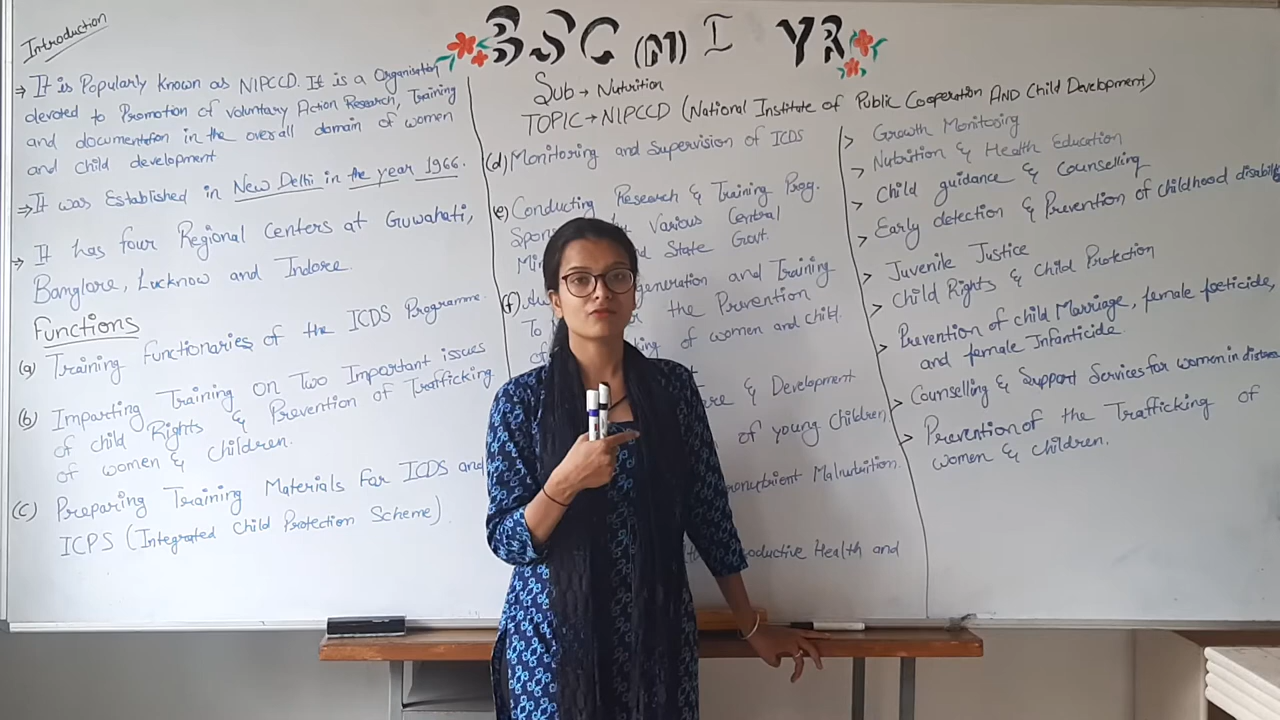 BSC (M) I YR
Sub → Nutrition
TOPIC → NIPCCD (National Institute of Public Cooperation AND Child Development)
Introduction
→ It is Popularly Known as NIPCCD. It is a Organisation
devoted to Promotion of voluntary Action Research, Training
and documentation in the overall domain of women
and child development
→ It was Established in New Delhi in the year 1966.
→ It has four Regional Centers at Guwahati,
Banglore, Lucknow and Indore.
Functions
(a) Training Functionaries of the ICDS Programme.
(b) Imparting Training on Two Important issues
of child Rights & Prevention of Trafficking
of women & children.
(c) Preparing Training Materials For ICDS and
ICPS (Integrated Child Protection Scheme)
(d) Monitoring and Supervision of ICDS
(e) Conducting Research & Training Prog.
Various Central
State Govt.
(f) generation and Training
To the Prevention
of women and child.
& Development
of young children
Malnutrition.
Health and
> Growth Monitoring
> Nutrition & Health Education
> Child guidance & Counselling
> Early detection & Prevention of childhood
> Juvenile Justice
> Child Rights & Child Protection
> Prevention of child Marriage, female foeticide,
and female Infanticide.
> Counselling & Support Services for women in
> Prevention of the Trafficking of
women & children.